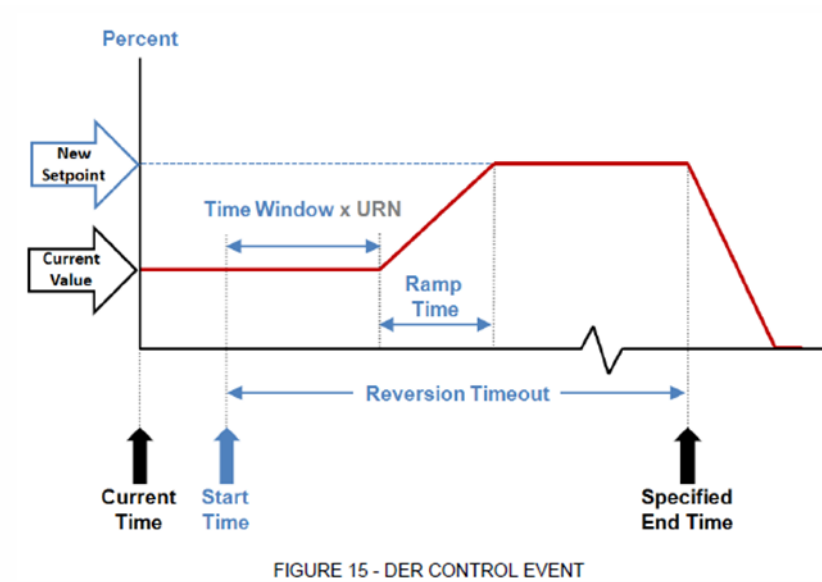 Percent
New
Setpoint
Time Window x URN
Current
Value
Ramp
Time
Reversion Timeout
Current
Time
Start
Time
Specified
End Time
FIGURE 15 - DER CONTROL EVENT